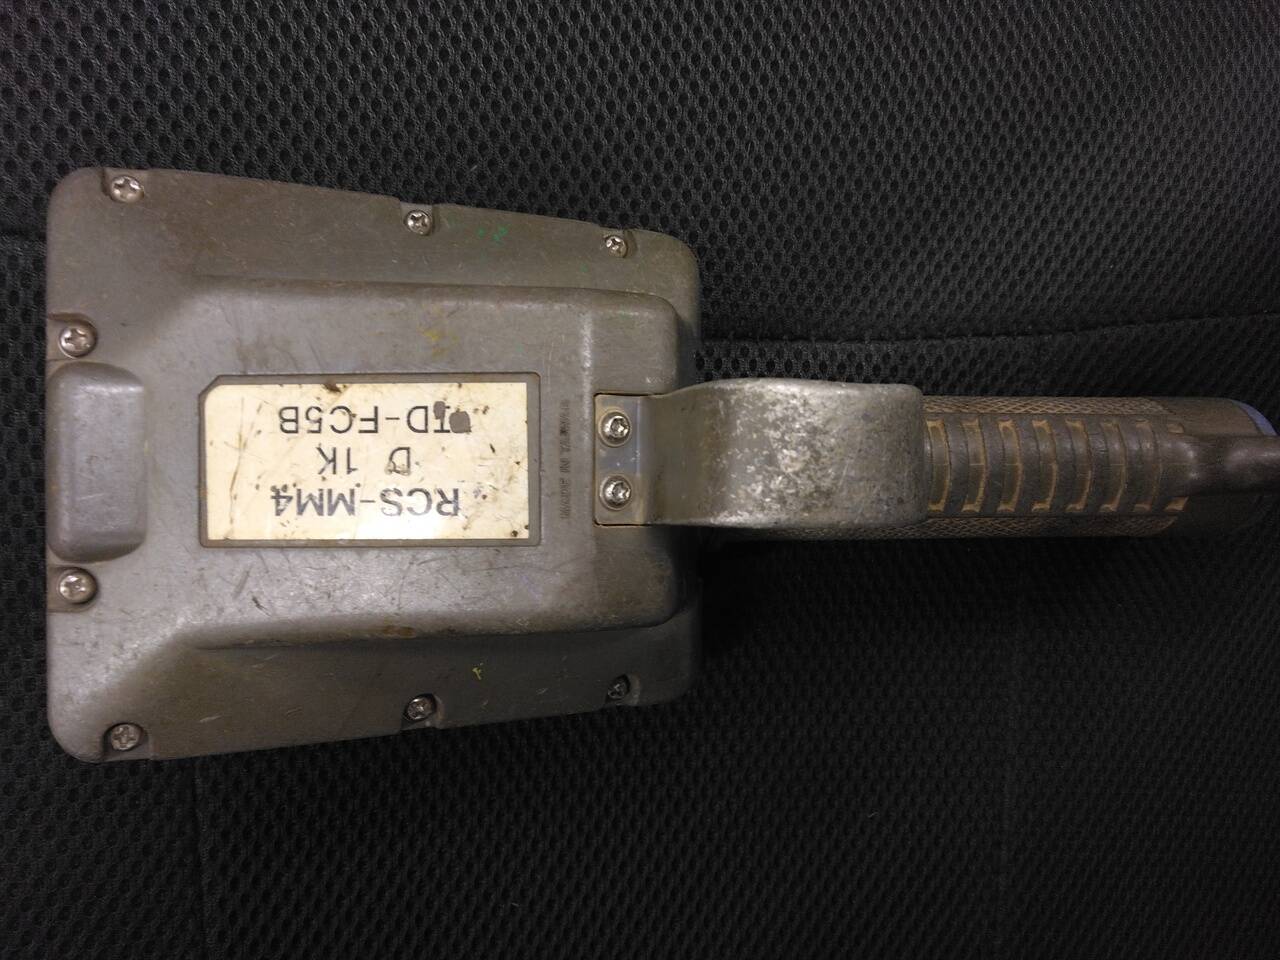 RCS-MM4
D 1K
TD-FC5B